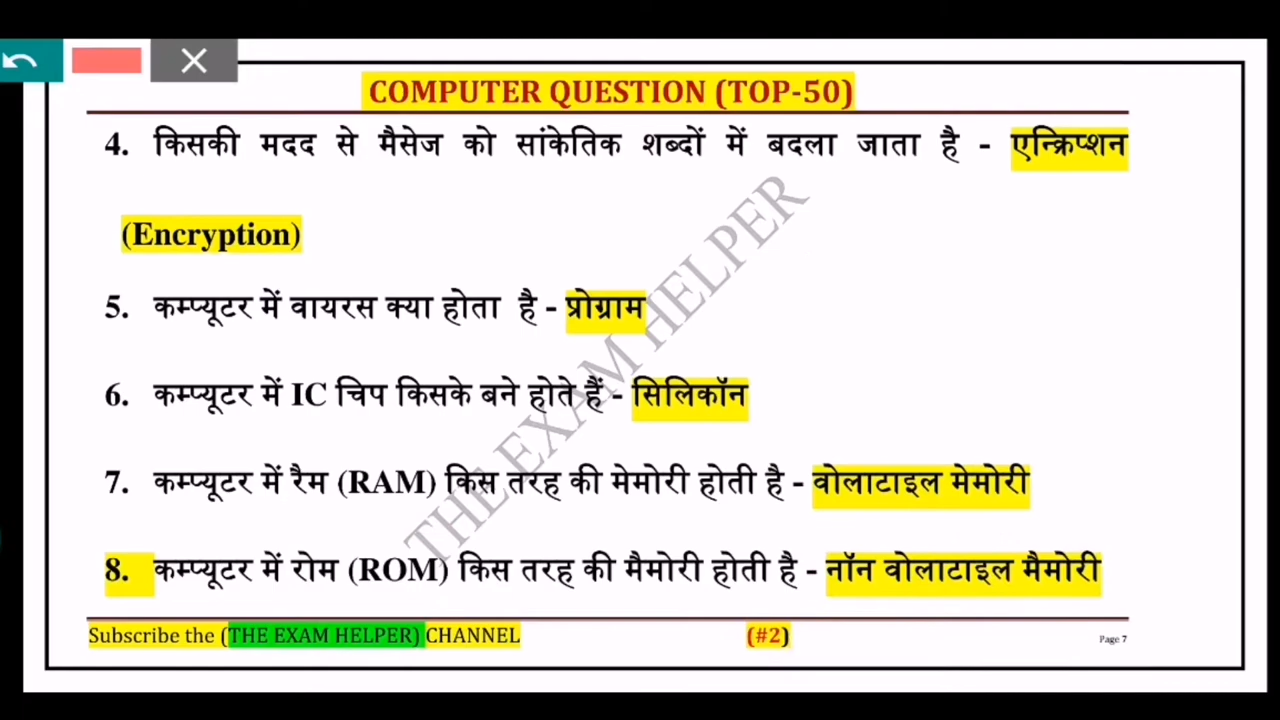 COMPUTER QUESTION (TOP-50)
4. किसकी मदद से मैसेज को सांकेतिक शब्दों में बदला जाता है - एन्क्रिप्शन
(Encryption)
5. कम्प्यूटर में वायरस क्या होता है - प्रोग्राम
6. कम्प्यूटर में IC चिप किसके बने होते हैं - सिलिकॉन
7. कम्प्यूटर में रैम (RAM) किस तरह की मेमोरी होती है - वोलाटाइल मेमोरी
8. कम्प्यूटर में रोम (ROM) किस तरह की मैमोरी होती है - नॉन वोलाटाइल मैमोरी
THE EXAM HELPER
Subscribe the (THE EXAM HELPER) CHANNEL (#2) Page 7